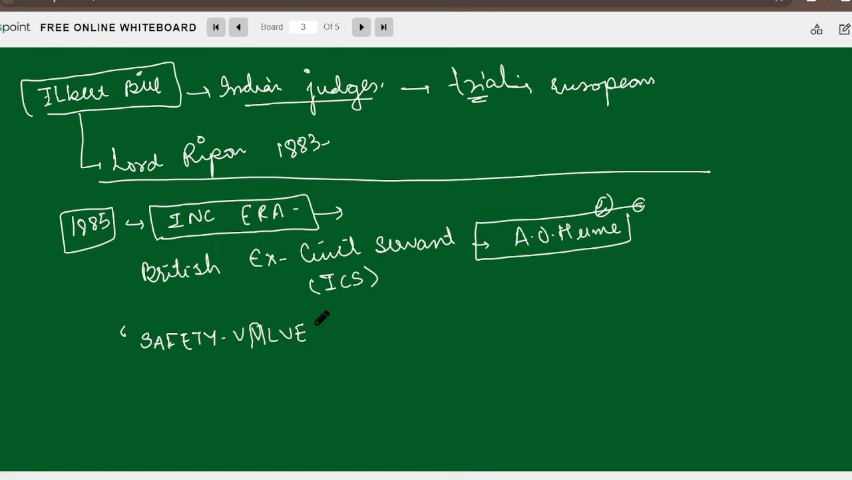 spoint FREE ONLINE WHITEBOARD Board 3 Of 5
ILbert Bill → Indian judges. → trialis europeans
Lord Ripon 1883-
1885 → INC ERA - →
British Ex- Civil Servant → A.O.Hume
(ICS)
" SAFETY-VALVE